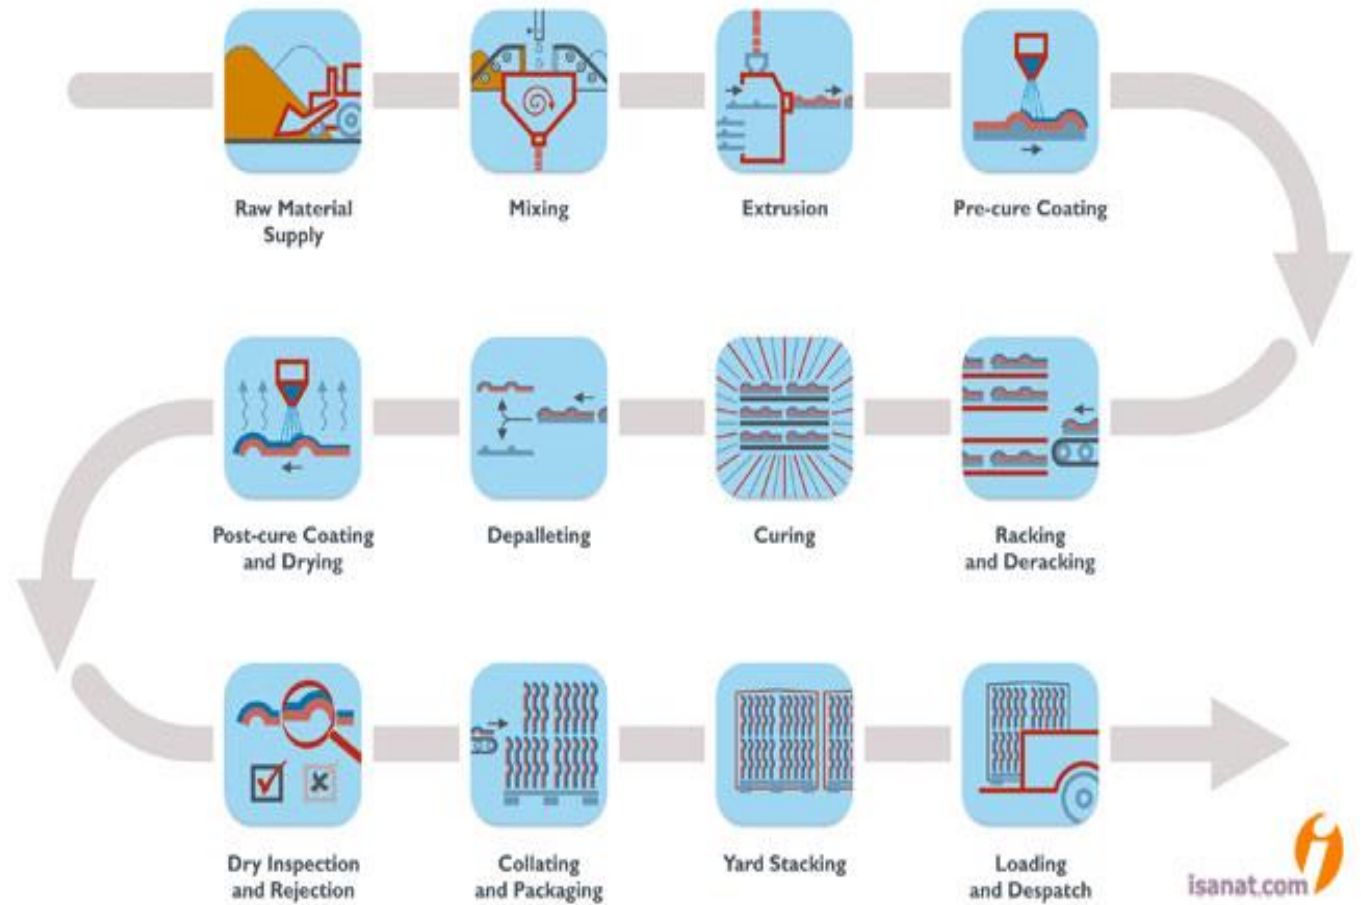 Raw Material
Supply
Mixing
Extrusion
Pre-cure Coating
Racking
and Deracking
Curing
Depalleting
Post-cure Coating
and Drying
Dry Inspection
and Rejection
Collating
and Packaging
Yard Stacking
Loading
and Despatch
isanat.com